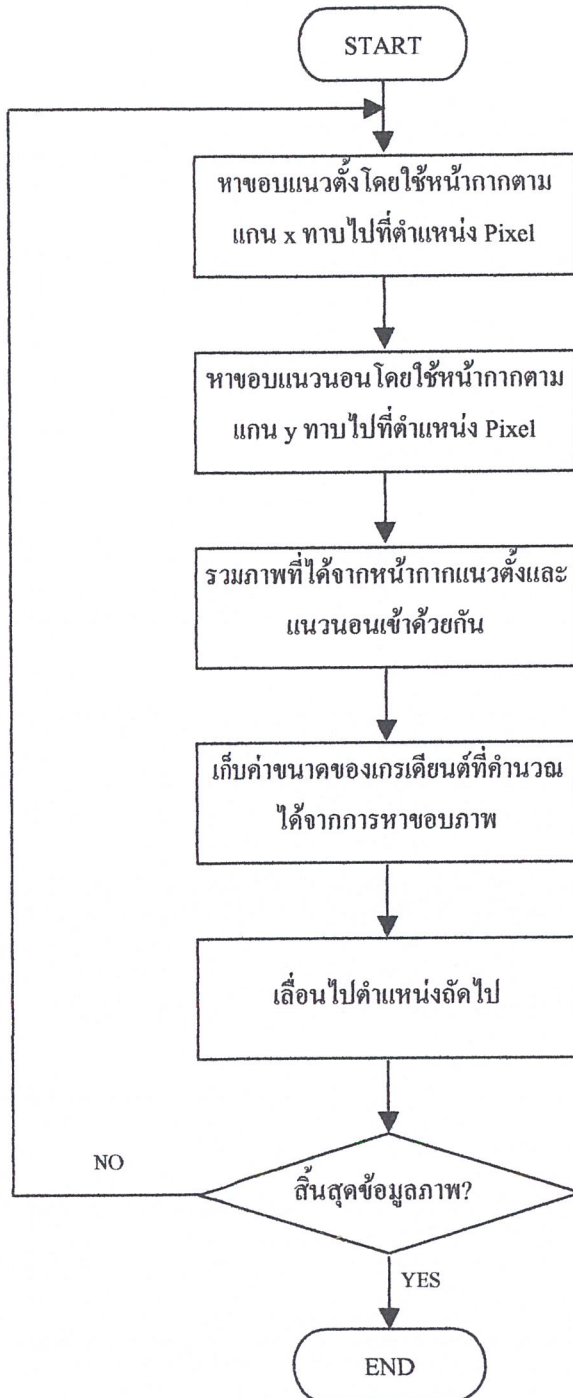 START
หาขอบแนวตั้งโดยใช้หน้ากากตาม
แกน x ทาบไปที่ตำแหน่ง Pixel
หาขอบแนวนอนโดยใช้หน้ากากตาม
แกน y ทาบไปที่ตำแหน่ง Pixel
รวมภาพที่ได้จากหน้ากากแนวตั้งและ
แนวนอนเข้าด้วยกัน
เก็บค่าขนาดของเกรเดียนต์ที่คำนวณ
ได้จากการหาขอบภาพ
เลื่อนไปตำแหน่งถัดไป
NO
สิ้นสุดข้อมูลภาพ?
YES
END